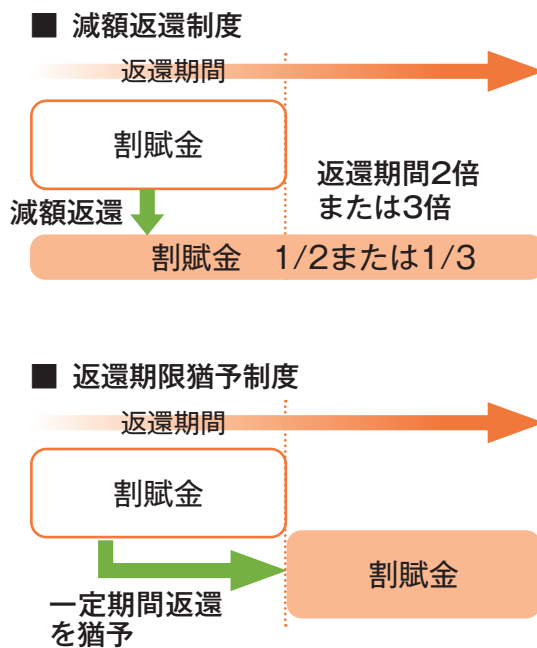 ■ 減額返還制度
返還期間
割賦金
返還期間2倍
または3倍
減額返還
割賦金 1/2または1/3
■ 返還期限猶予制度
返還期間
割賦金
割賦金
一定期間返還
を猶予